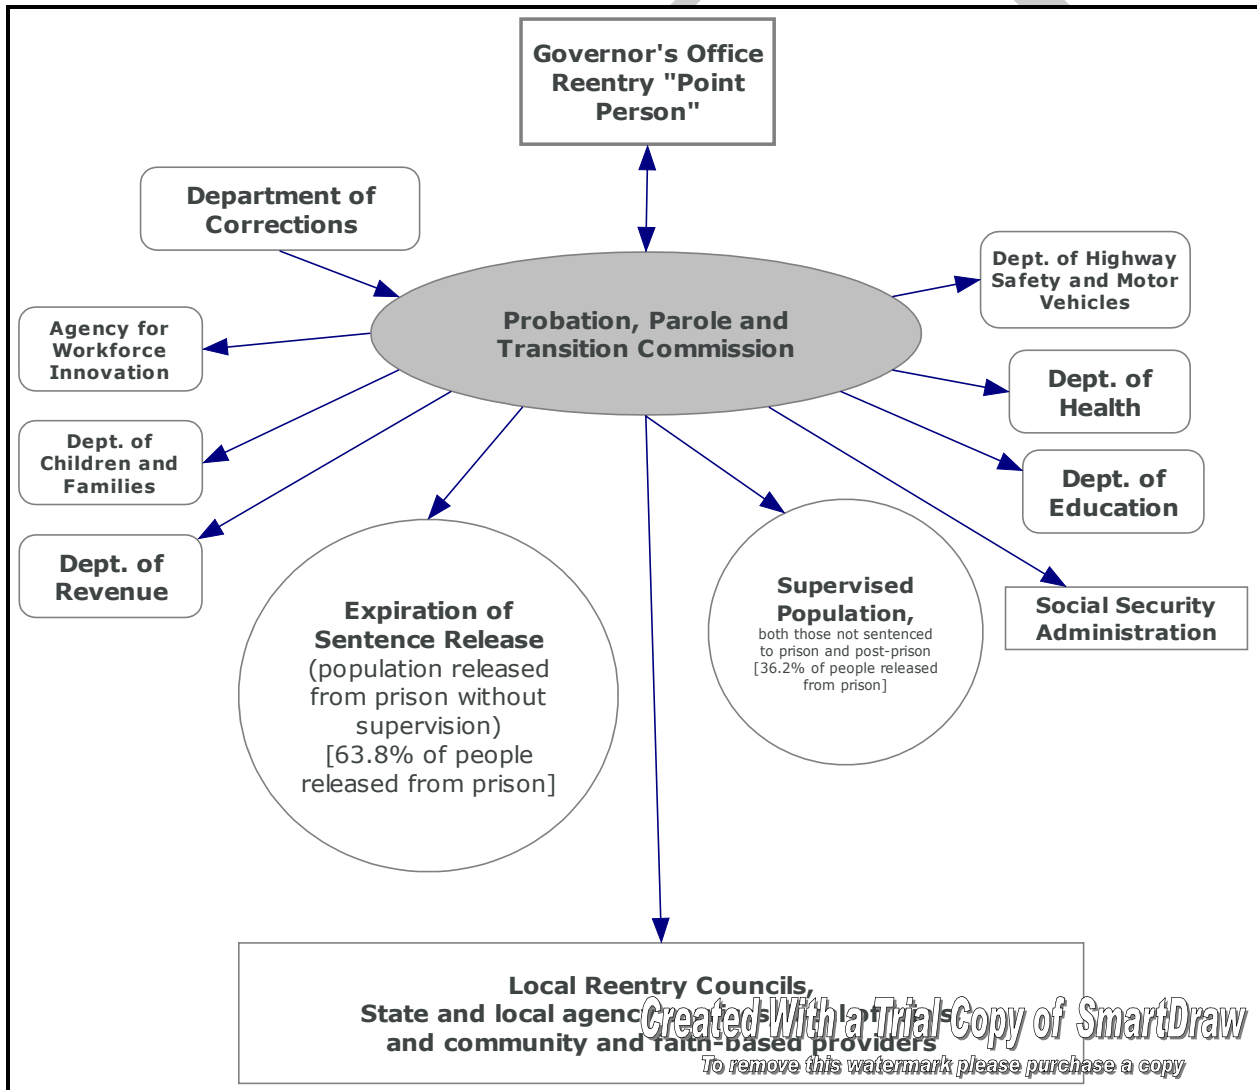 Governor's Office
Reentry "Point
Person"
Department of
Corrections
Dept. of Highway
Safety and Motor
Vehicles
Probation, Parole and
Transition Commission
Agency for
Workforce
Innovation
Dept. of
Health
Dept. of
Children and
Families
Dept. of
Education
Dept. of
Revenue
Expiration of
Sentence Release
(population released
from prison without
supervision)
[63.8% of people
released from prison]
Supervised
Population,
both those not sentenced
to prison and post-prison
[36.2% of people released
from prison]
Social Security
Administration
Local Reentry Councils,
State and local agency
and community and faith-based providers
Created With a Trial Copy of SmartDraw
To remove this watermark please purchase a copy